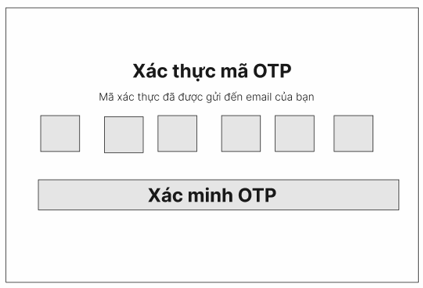 Xác thực mã OTP
Mã xác thực đã được gửi đến email của bạn
Xác minh OTP